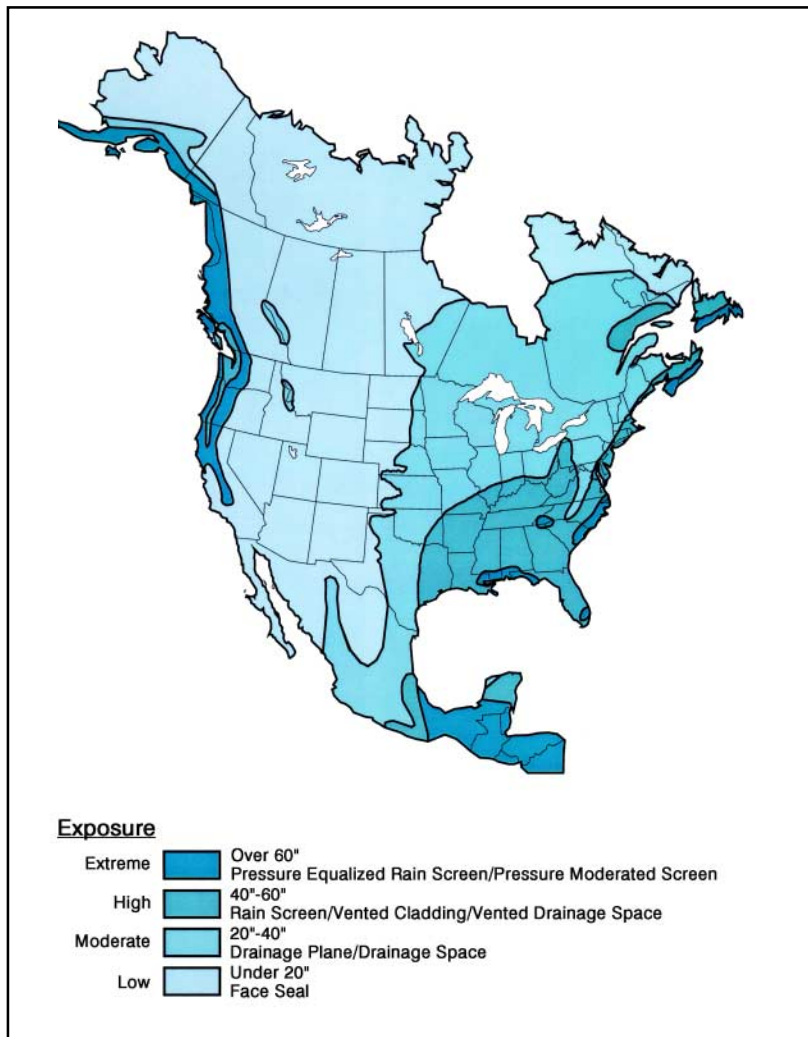 Exposure
Extreme
Over 60"
Pressure Equalized Rain Screen/Pressure Moderated Screen
High
40"-60"
Rain Screen/Vented Cladding/Vented Drainage Space
Moderate
20"-40"
Drainage Plane/Drainage Space
Low
Under 20"
Face Seal